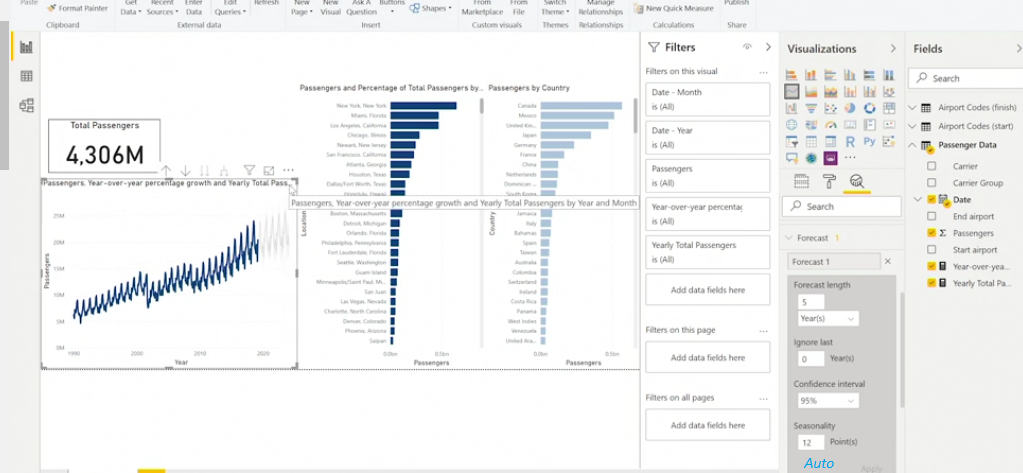 Paste
Format Painter
Get
Data
Recent
Sources
Enter
Data
Edit
Queries
Refresh
New
Page
New
Visual
Ask A
Question
Buttons
Shapes
From
Marketplace
From
File
Switch
Theme
Manage
Relationships
New Quick Measure
Publish
Clipboard
External data
Insert
Custom visuals
Themes
Relationships
Calculations
Share
Total Passengers
4,306M
Passengers, Year-over-year percentage growth and Yearly Total Pass...
Passengers
25M
20M
15M
10M
5M
0M
1990
2000
2010
2020
Year
Passengers and Percentage of Total Passengers by...
New York, New York
Miami, Florida
Los Angeles, California
Chicago, Illinois
Newark, New Jersey
San Francisco, California
Atlanta, Georgia
Houston, Texas
Dallas/Fort Worth, Texas
Honolulu, Oregon
Passengers, Year-over-year percentage growth and Yearly Total Passengers by Year and Month
Boston, Massachusetts
Detroit, Michigan
Orlando, Florida
Philadelphia, Pennsylvania
Fort Lauderdale, Florida
Seattle, Washington
Guam Island
Minneapolis/Saint Paul, Mi...
San Juan
Las Vegas, Nevada
Charlotte, North Carolina
Denver, Colorado
Phoenix, Arizona
Saipan
Location
0.0bn
0.5bn
Passengers
Passengers by Country
Canada
Mexico
United Kin...
Japan
Germany
France
China
Netherlands
Dominican ...
South Korea
Jamaica
Italy
Bahamas
Spain
Taiwan
Australia
Colombia
Switzerland
Ireland
Costa Rica
Panama
West Indies
Venezuela
United Ara...
Country
0.0bn
0.5bn
Passengers
Filters
Filters on this visual
Date - Month
is (All)
Date - Year
is (All)
Passengers
is (All)
Year-over-year percentag
is (All)
Yearly Total Passengers
is (All)
Add data fields here
Filters on this page
Add data fields here
Filters on all pages
Add data fields here
Visualizations
R
Py
Search
Forecast 1
Forecast 1
Forecast length
5
Year(s)
Ignore last
0 Year(s)
Confidence interval
95%
Seasonality
12 Point(s)
Auto
Apply
Fields
Search
Airport Codes (finish)
Airport Codes (start)
Passenger Data
Carrier
Carrier Group
Date
End airport
Passengers
Start airport
Year-over-yea...
Yearly Total Pa...